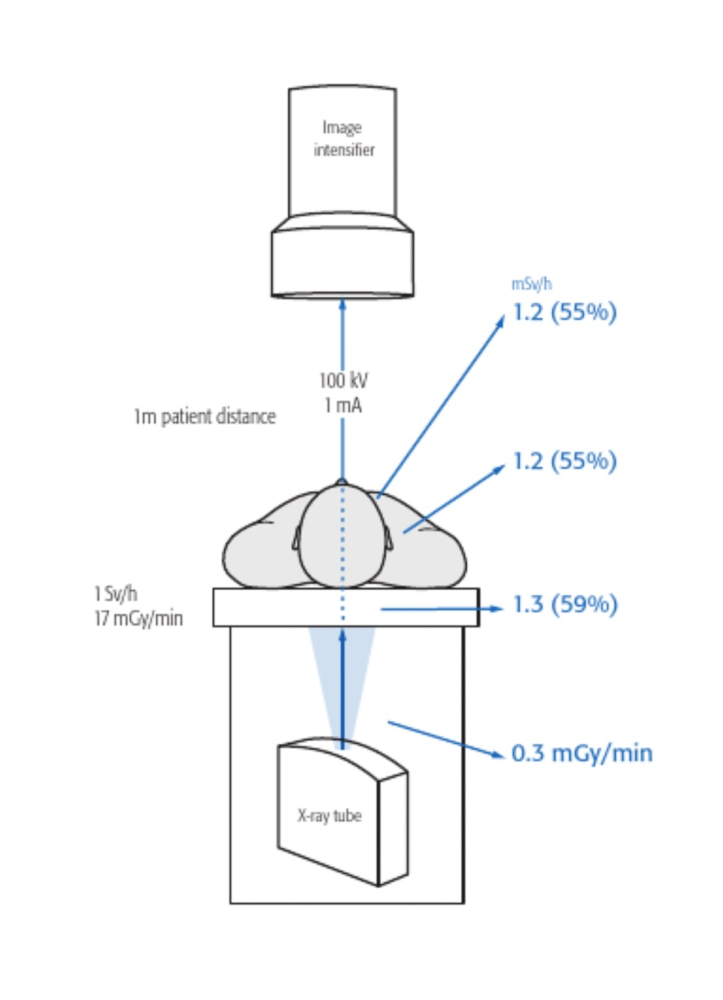 Image
intensifier
mSv/h
1.2 (55%)
100 kV
1 mA
1m patient distance
1.2 (55%)
1 Sv/h
17 mGy/min
1.3 (59%)
0.3 mGy/min
X-ray tube